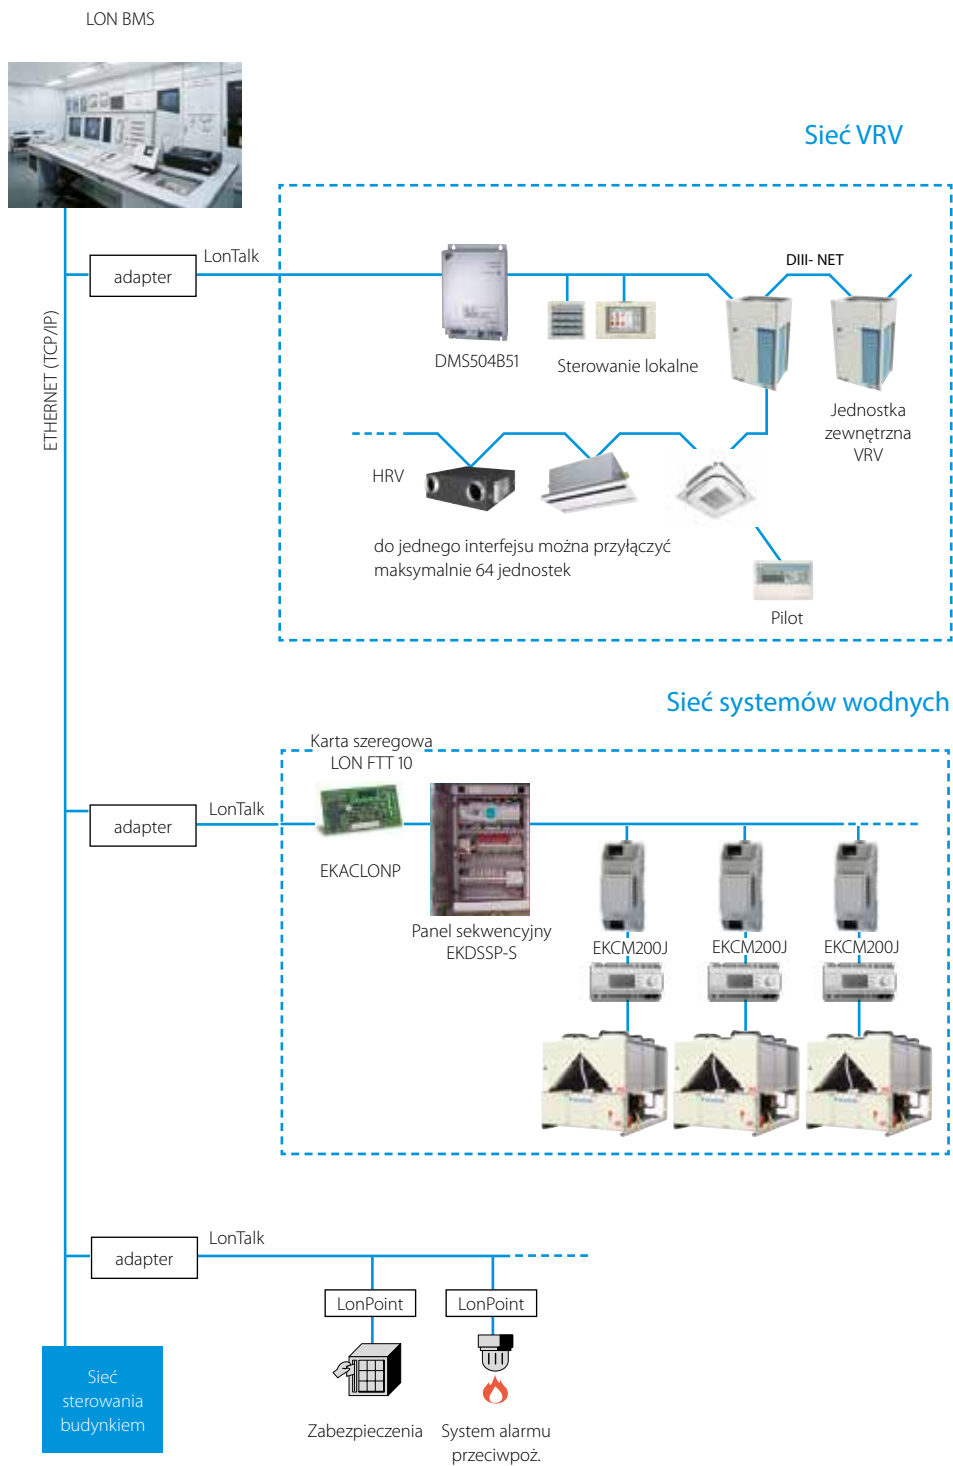 LON BMS
Sieć VRV
adapter
LonTalk
DIII- NET
ETHERNET (TCP/IP)
DMS504B51
Sterowanie lokalne
Jednostka
zewnętrzna
VRV
HRV
do jednego interfejsu można przyłączyć
maksymalnie 64 jednostek
Pilot
Sieć systemów wodnych
Karta szeregowa
LON FTT 10
adapter
LonTalk
EKACLONP
Panel sekwencyjny
EKDSSP-S
EKCM200J
EKCM200J
EKCM200J
adapter
LonTalk
LonPoint
LonPoint
Sieć
sterowania
budynkiem
Zabezpieczenia
System alarmu
przeciwpoż.